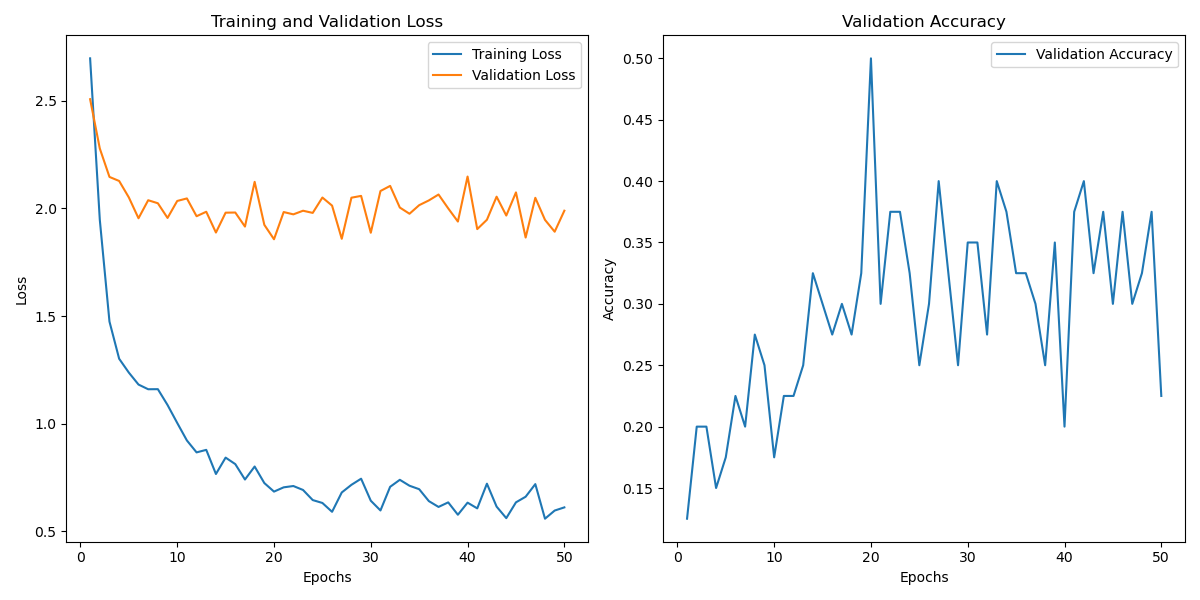 Training and Validation Loss
Training Loss
Validation Loss
2.5
2.0
1.5
1.0
0.5
Loss
0 10 20 30 40 50
Epochs
Validation Accuracy
Validation Accuracy
0.50
0.45
0.40
0.35
0.30
0.25
0.20
0.15
Accuracy
0 10 20 30 40 50
Epochs